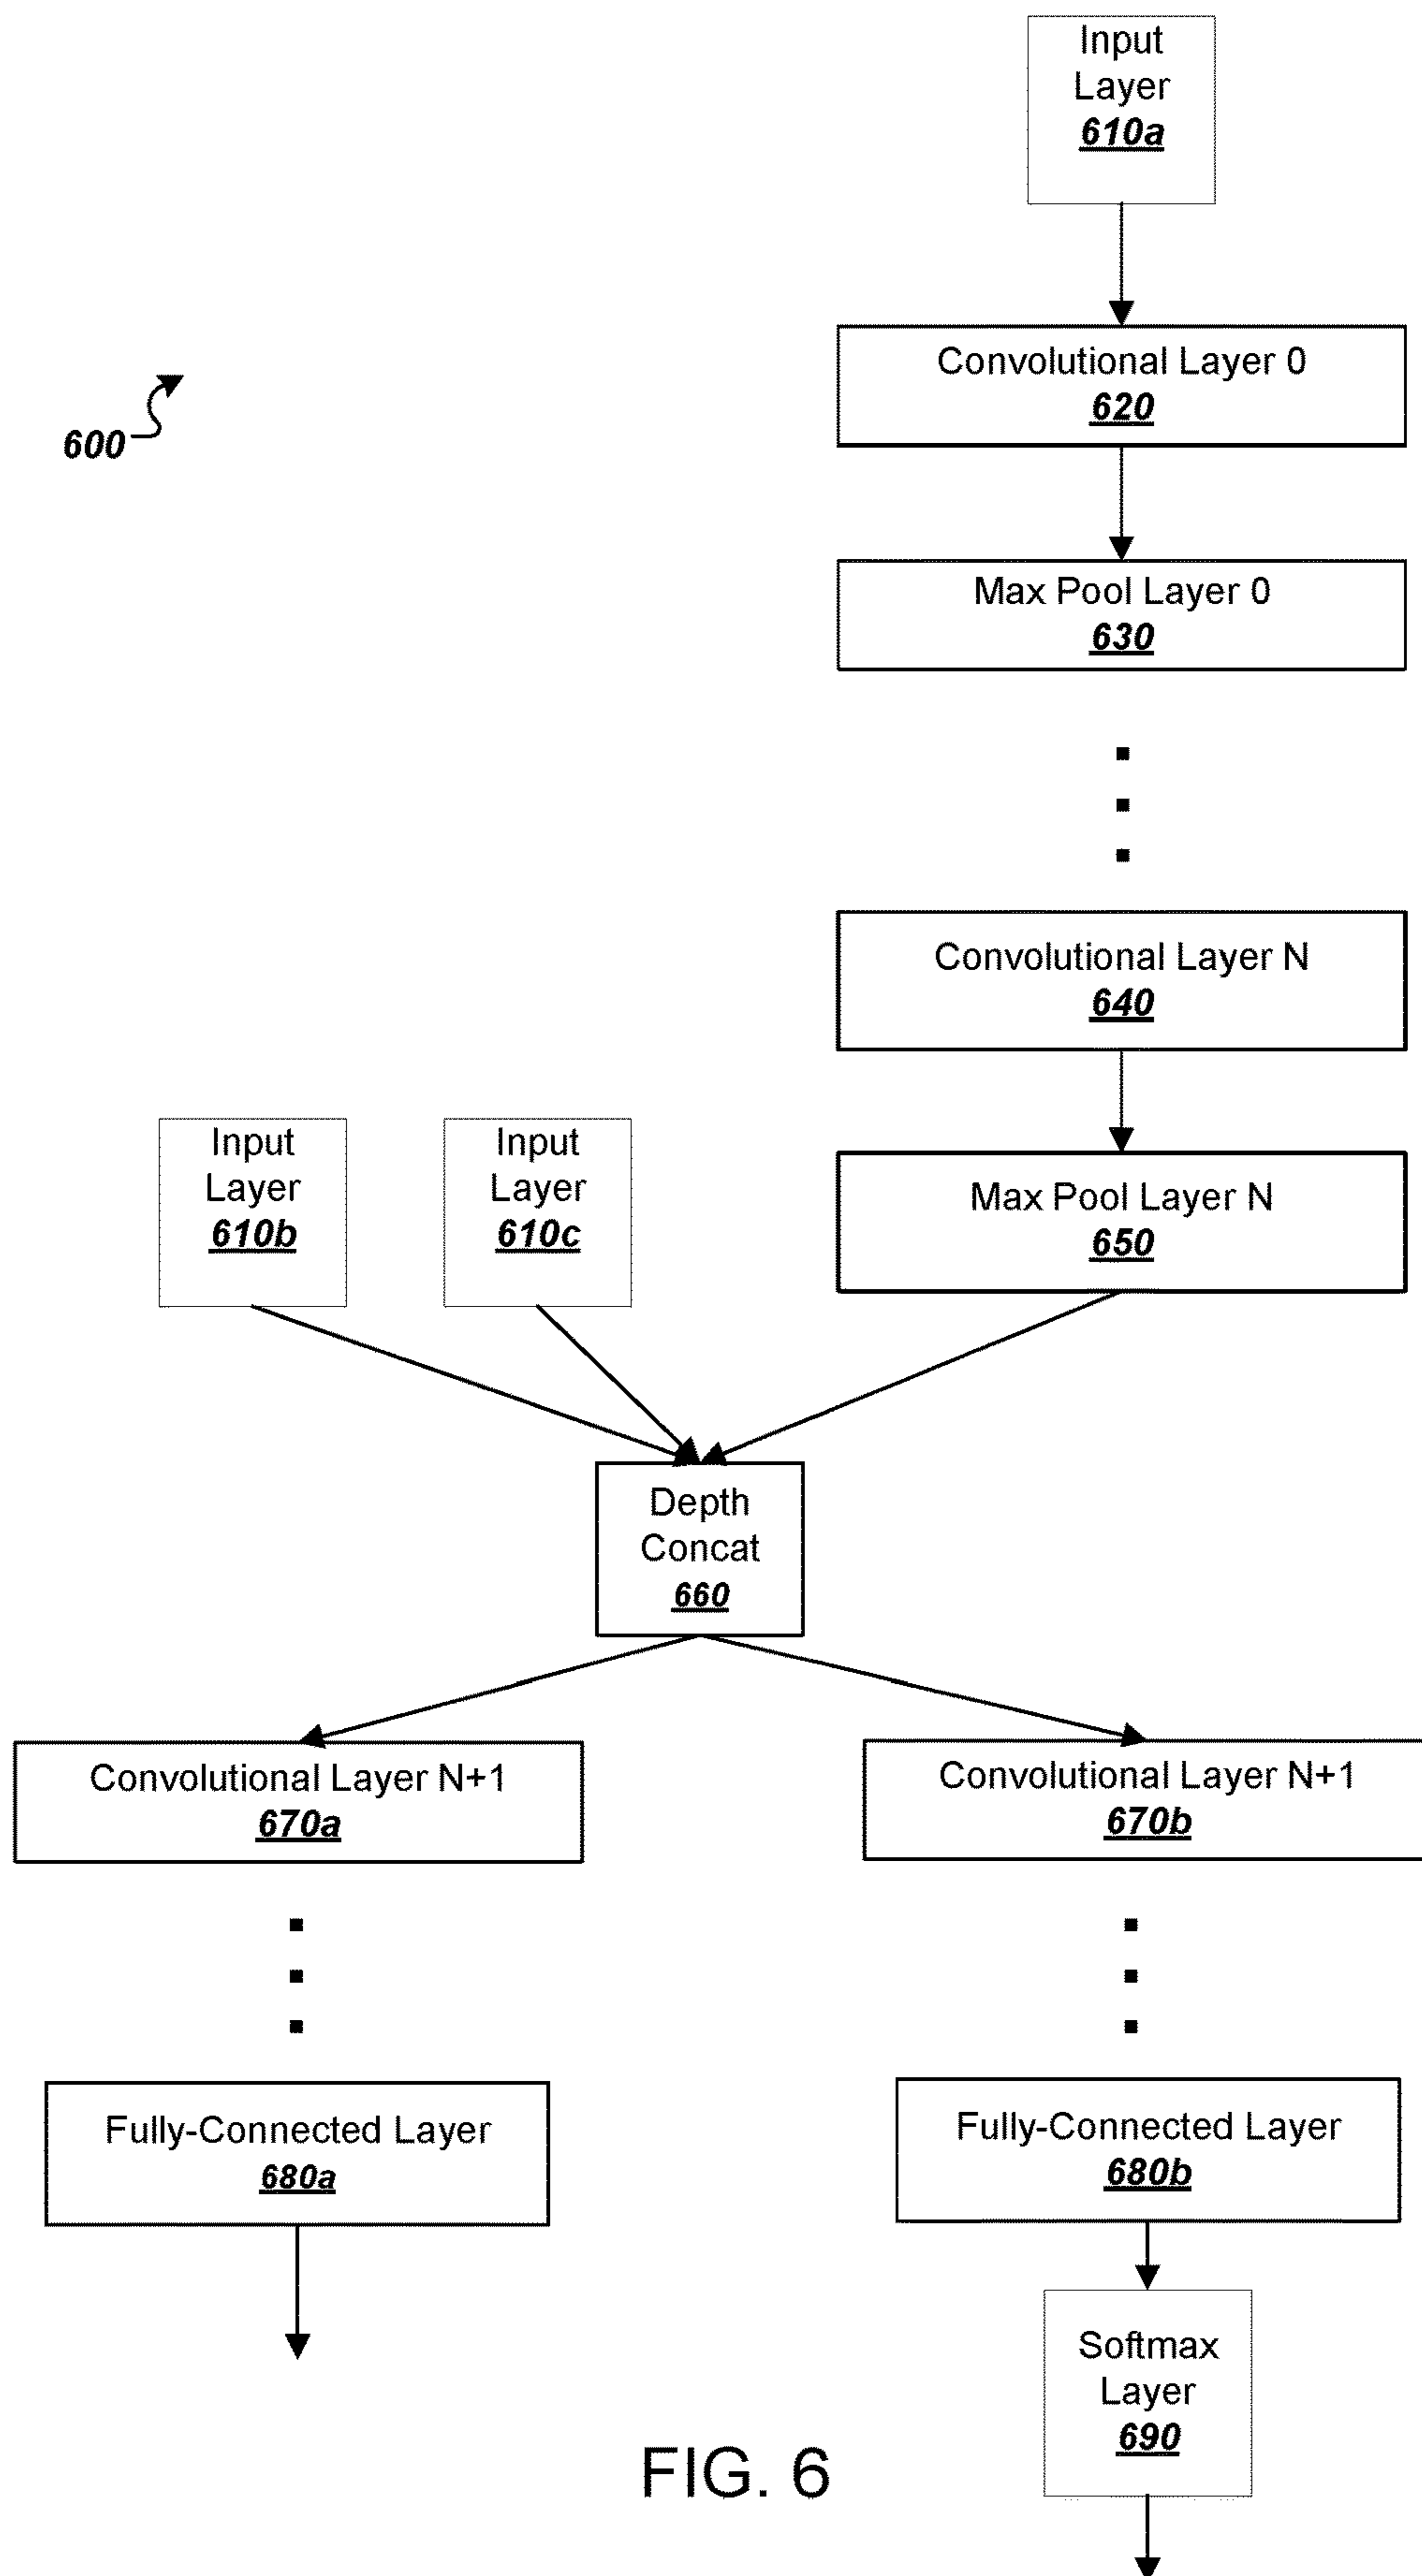 Input
Layer
610a
Convolutional Layer 0
620
600
Max Pool Layer 0
630
Convolutional Layer N
640
Input
Layer
610b
Input
Layer
610c
Max Pool Layer N
650
Depth
Concat
660
Convolutional Layer N+1
670a
Convolutional Layer N+1
670b
Fully-Connected Layer
680a
Fully-Connected Layer
680b
Softmax
Layer
690
FIG. 6